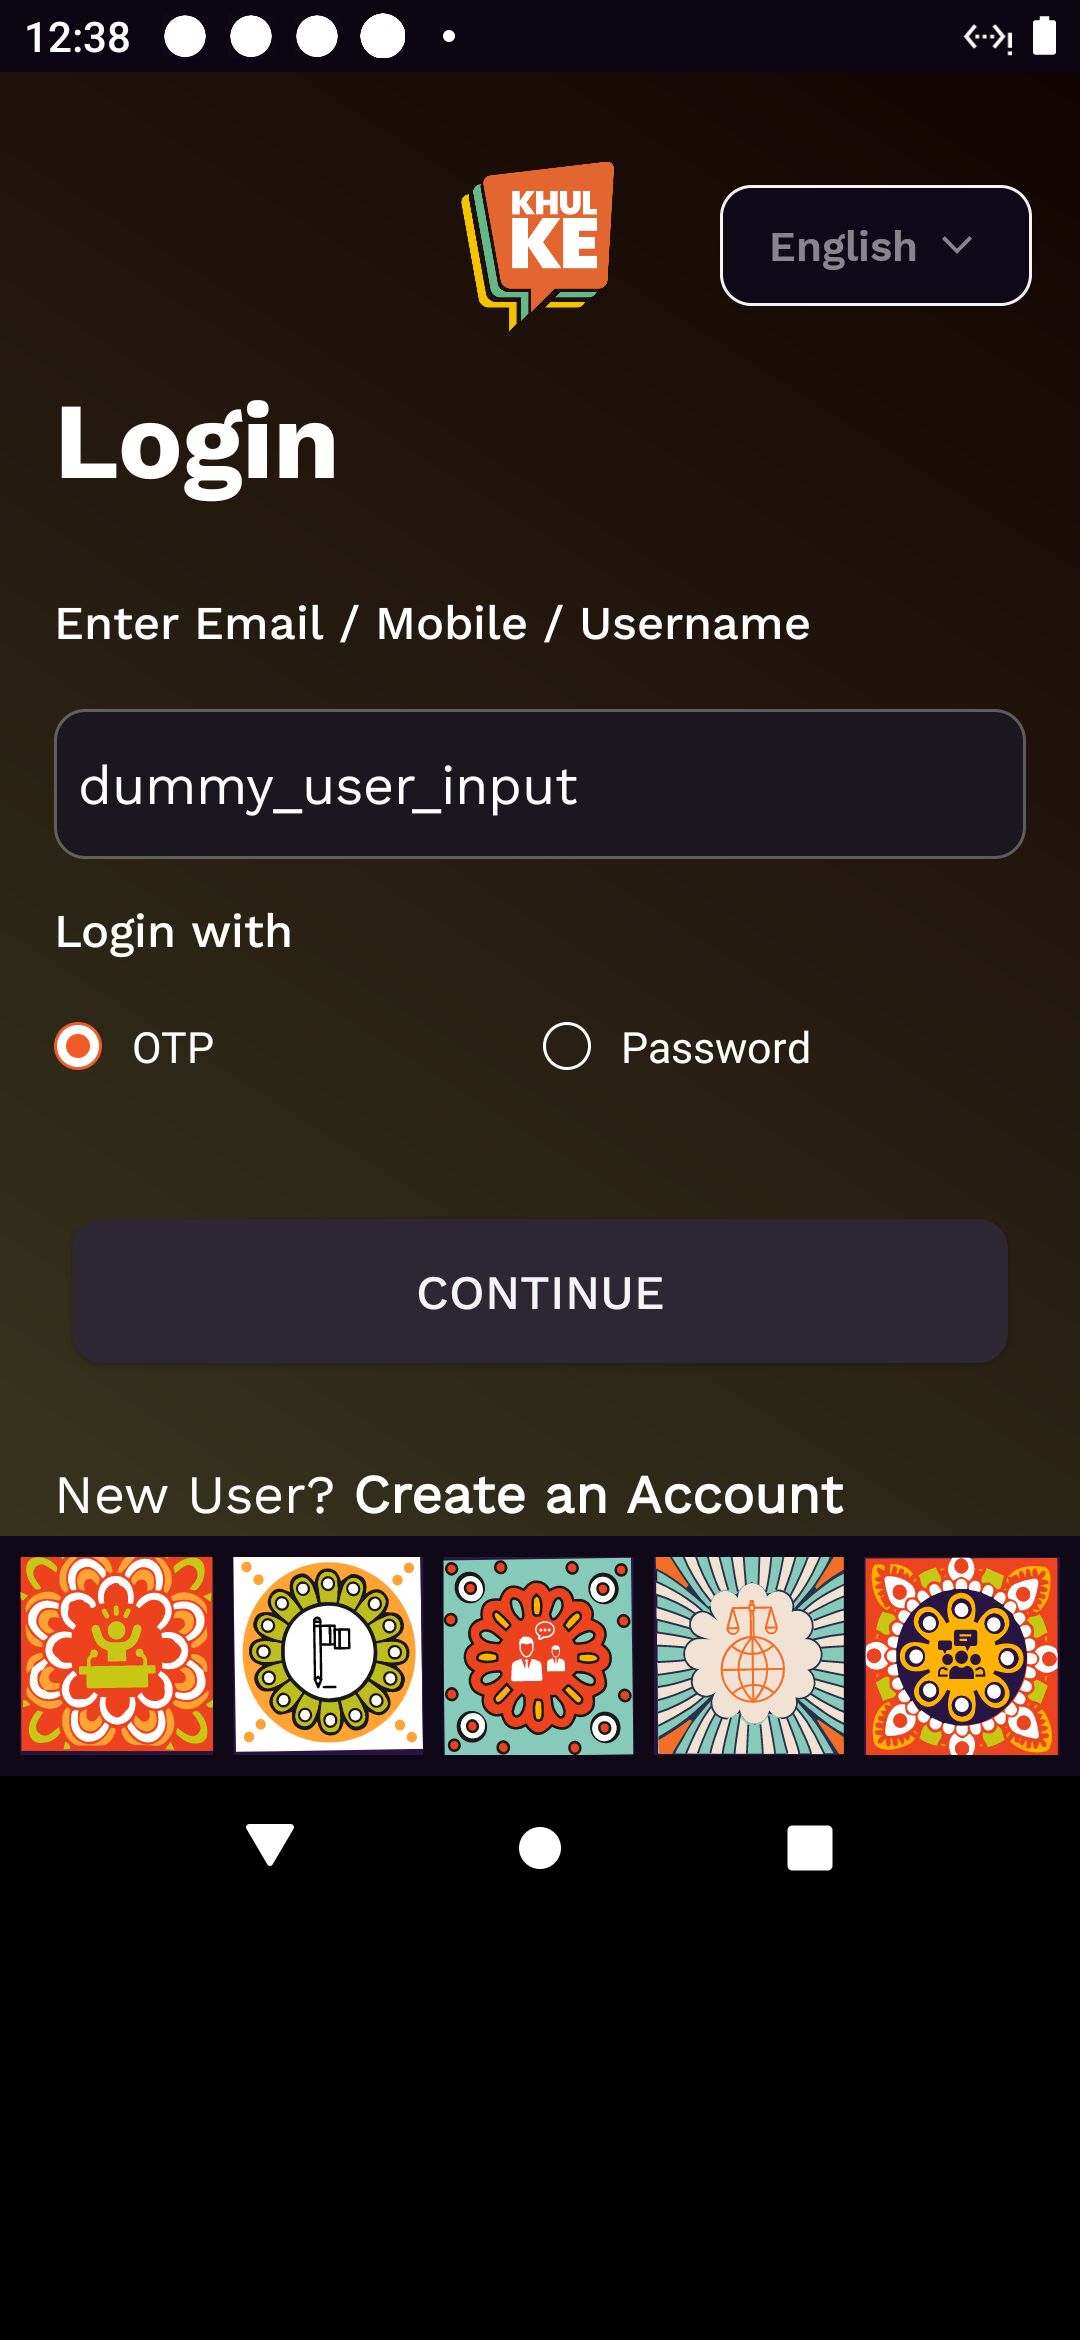 12:38
KHUL
KE
English
Login
Enter Email / Mobile / Username
dummy_user_input
Login with
OTP
Password
CONTINUE
New User? Create an Account